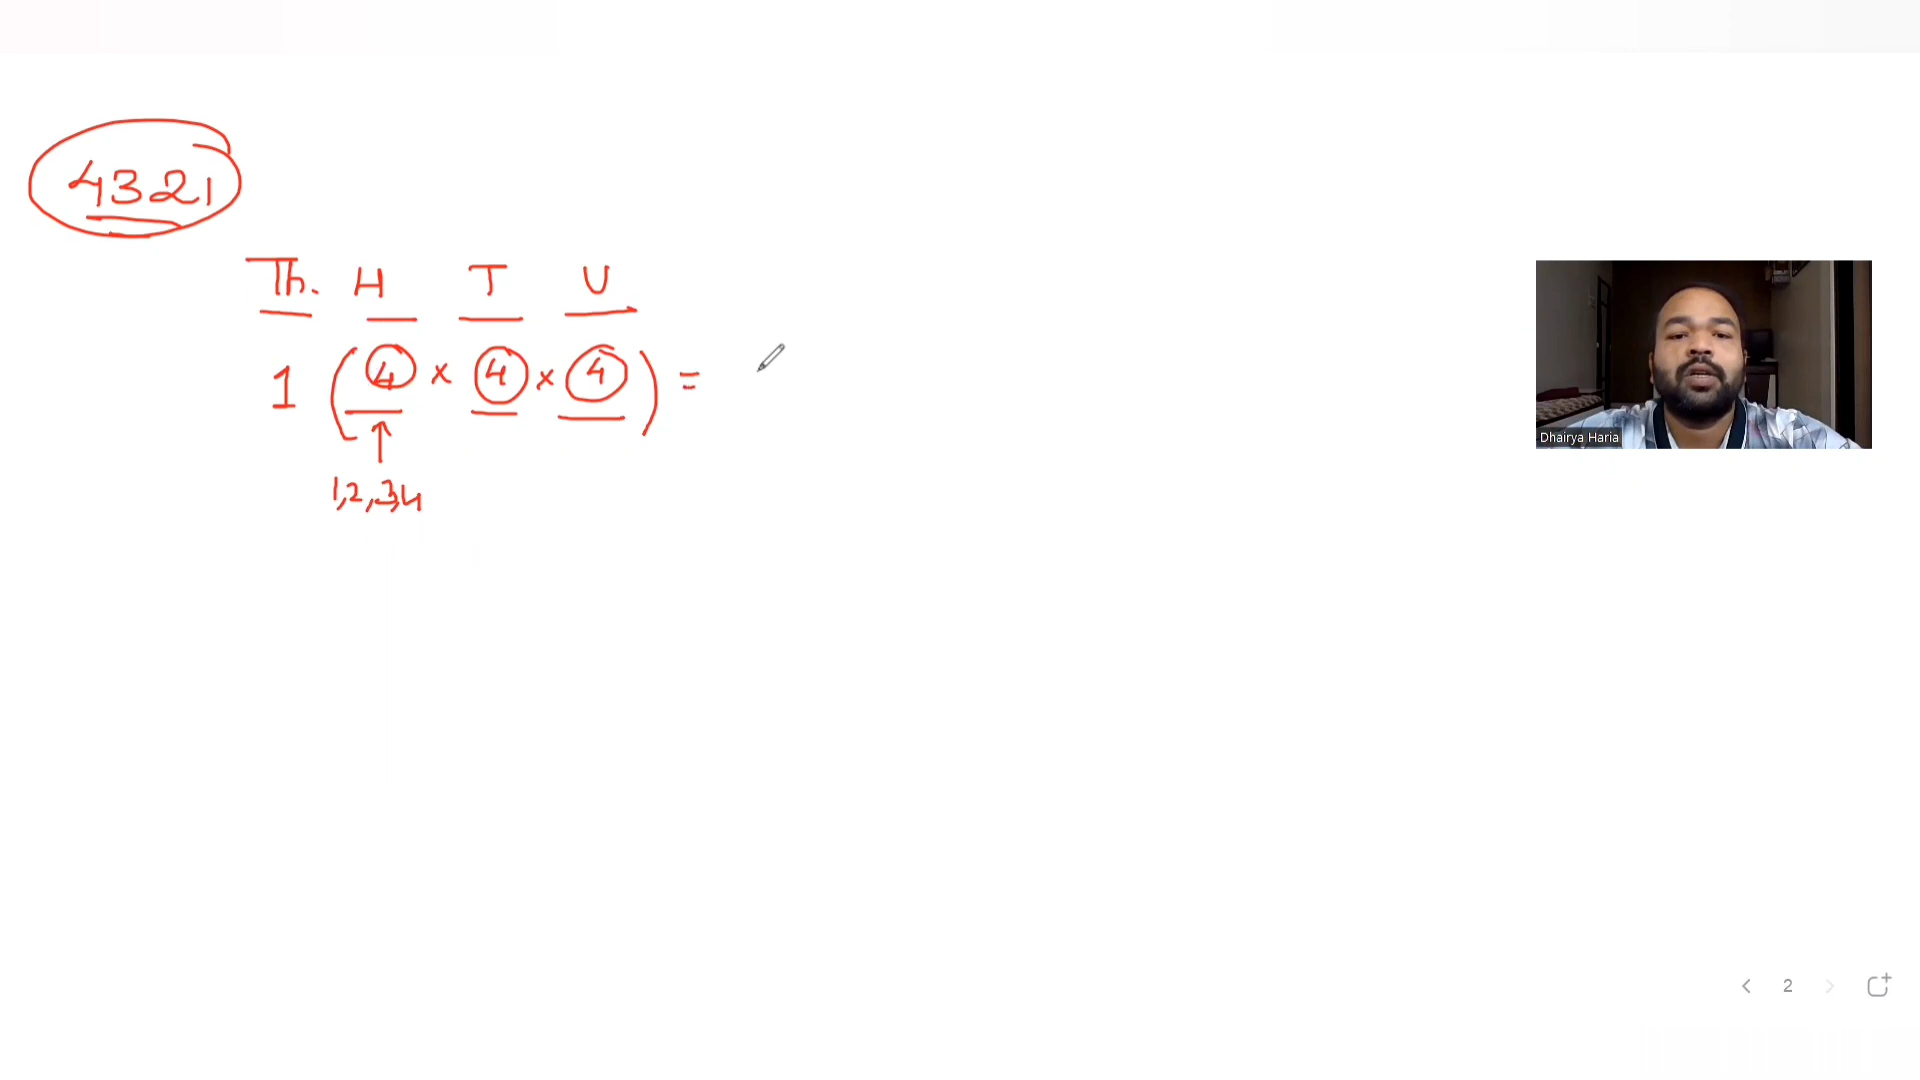 4321
Th. H T U
1 (4 × 4 × 4) =
1,2,3,4
Dhairya Haria
2